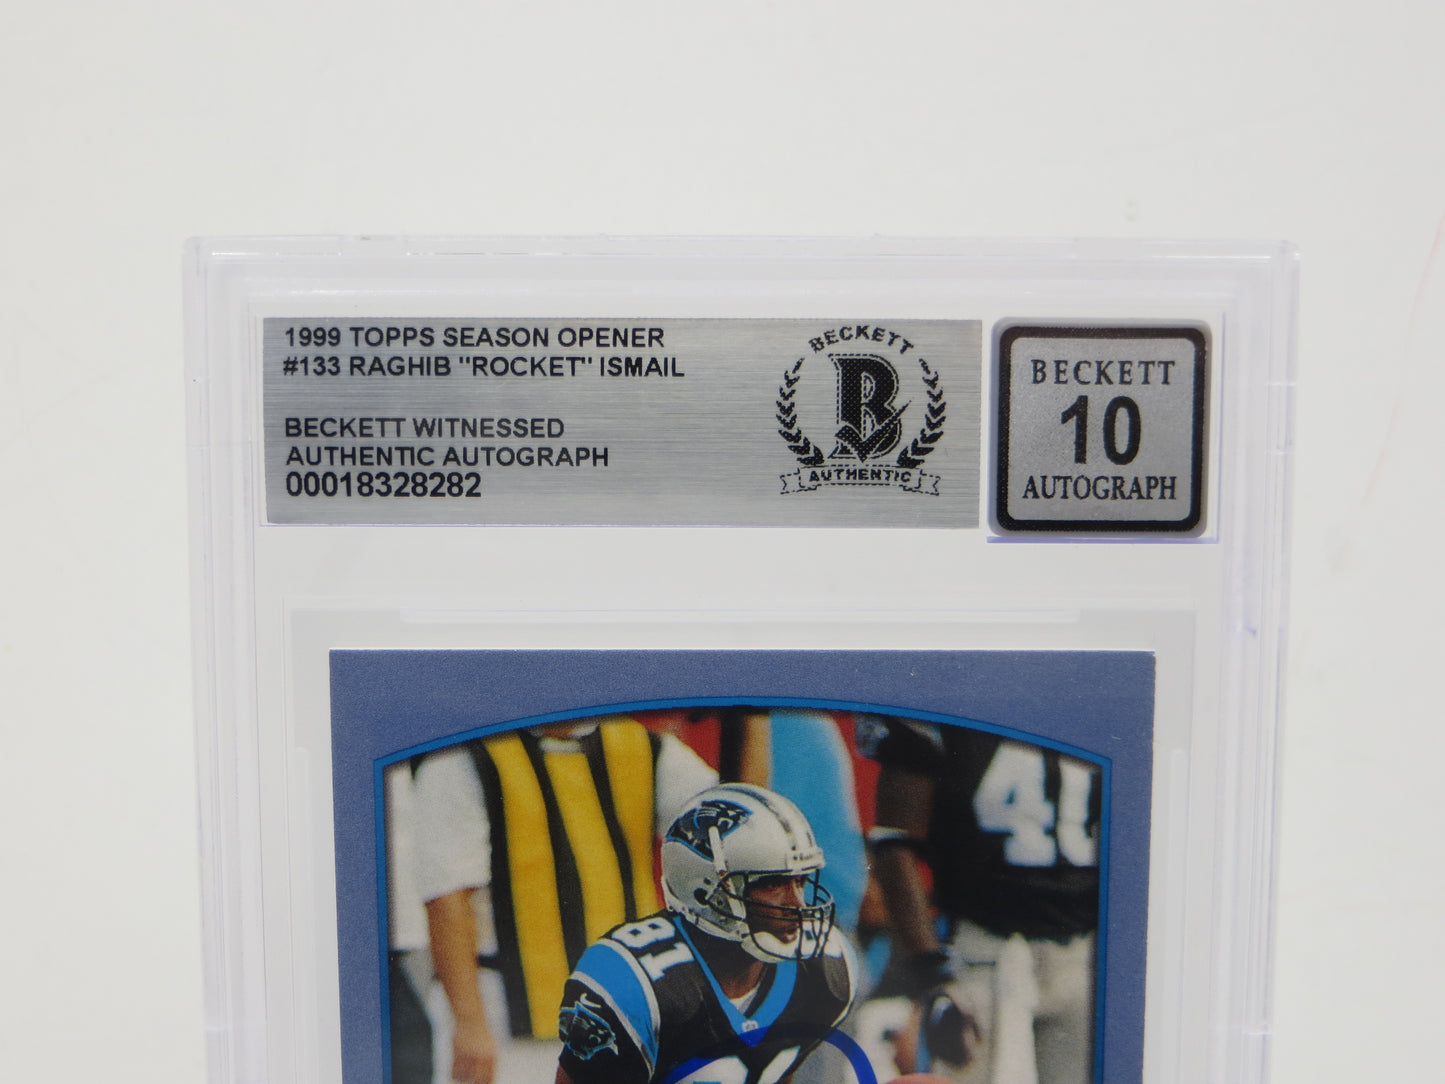 1999 TOPPS SEASON OPENER
#133 RAGHIB "ROCKET" ISMAIL
BECKETT WITNESSED
AUTHENTIC AUTOGRAPH
00018328282
BECKETT
B
AUTHENTIC
BECKETT
10
AUTOGRAPH
81
81